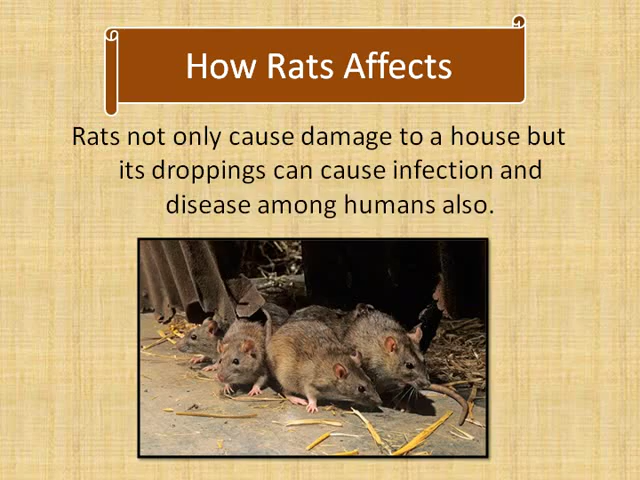 How Rats Affects
Rats not only cause damage to a house but
its droppings can cause infection and
disease among humans also.